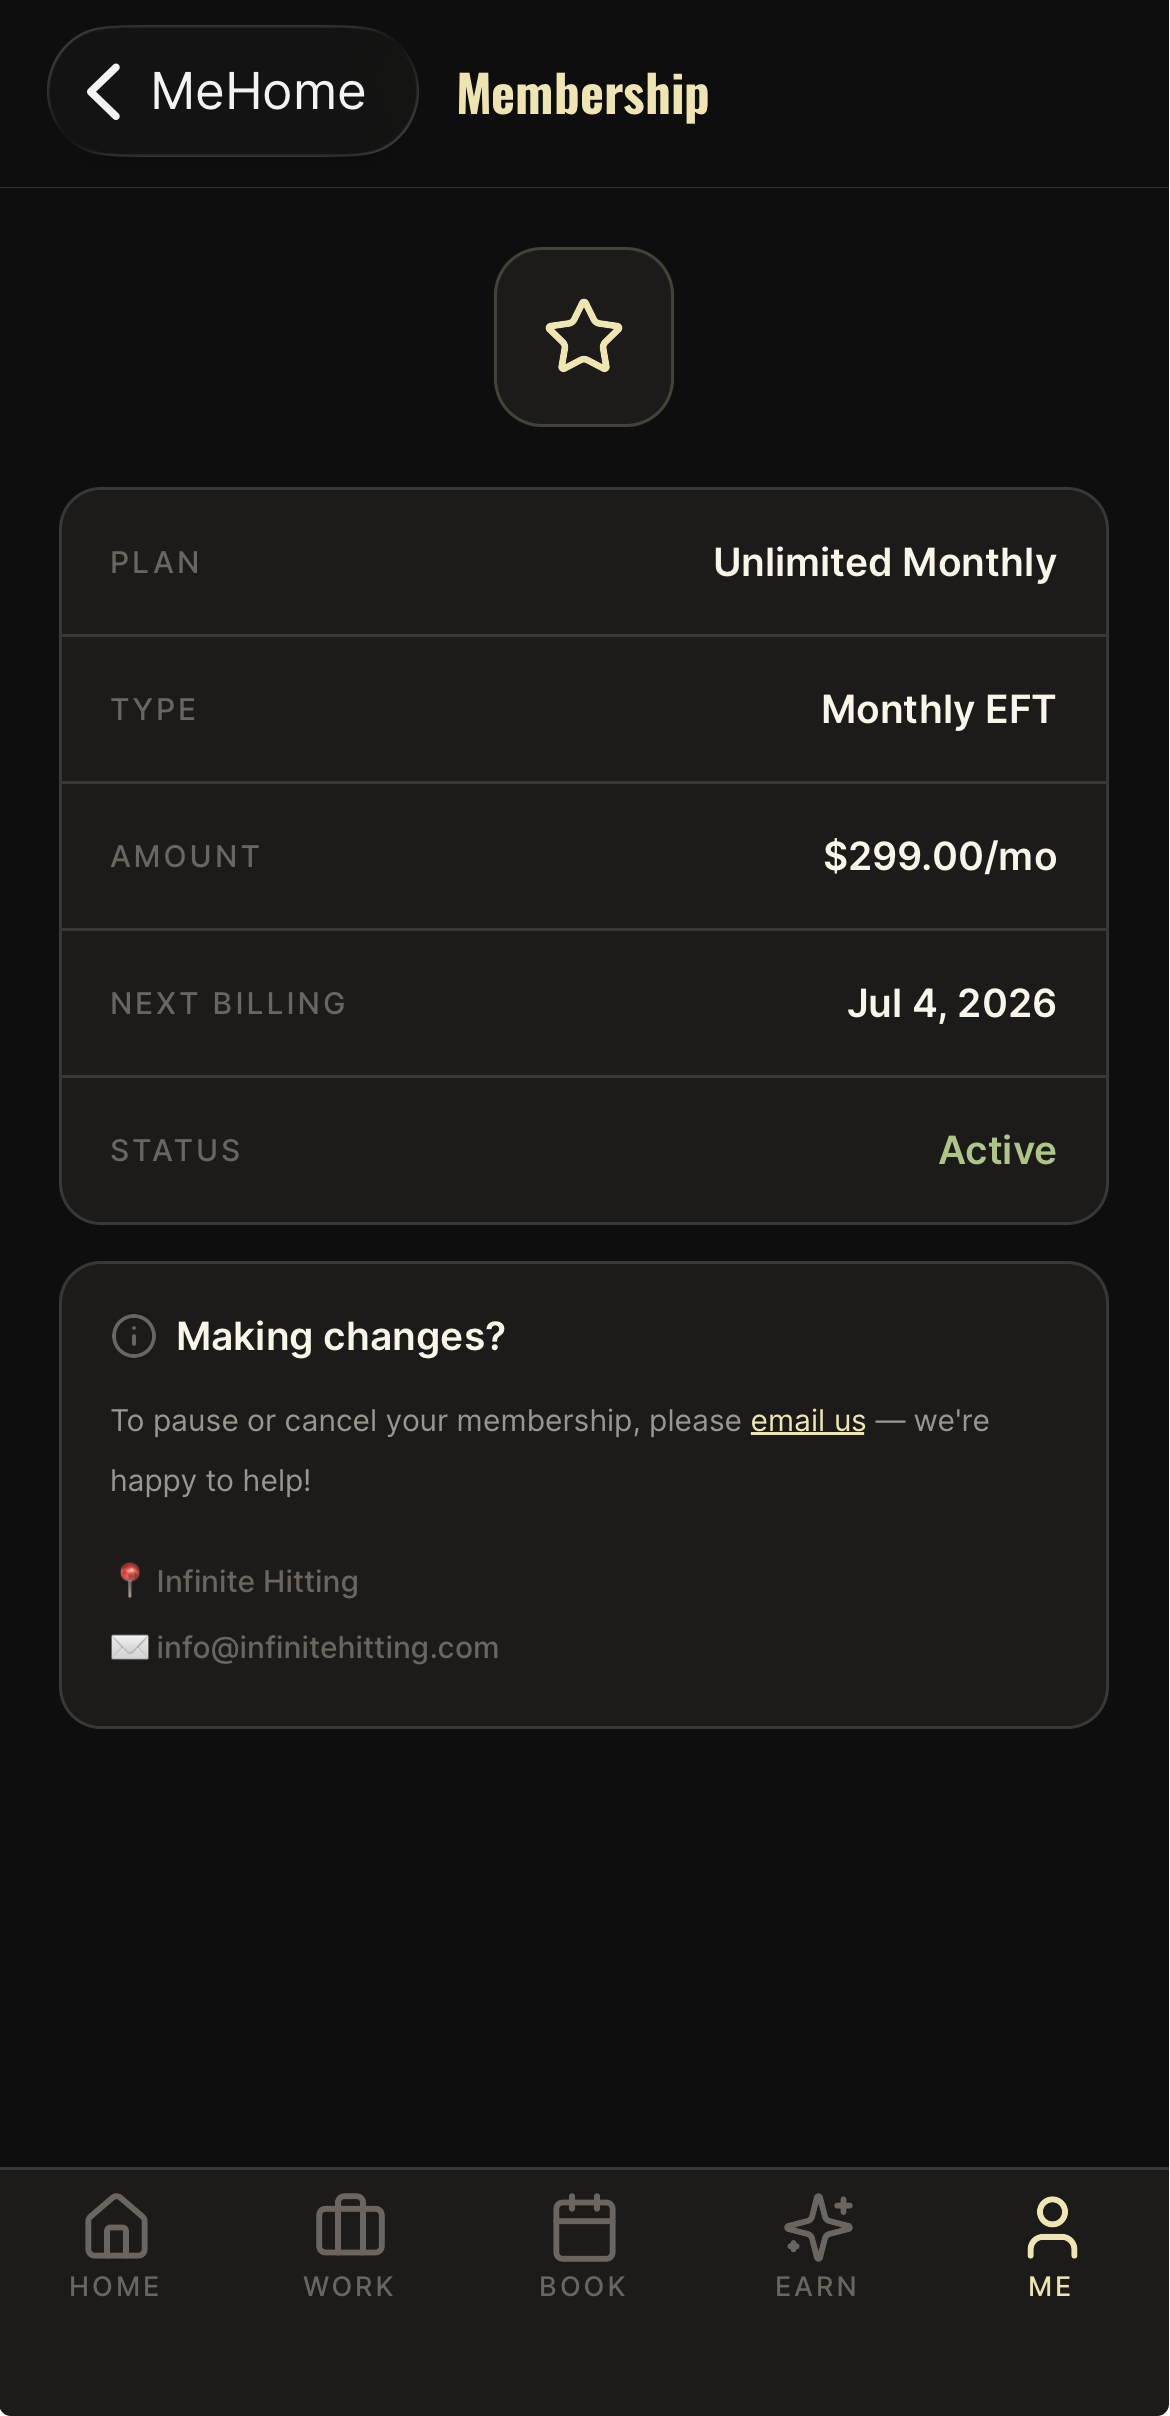 MeHome
Membership
PLAN
Unlimited Monthly
TYPE
Monthly EFT
AMOUNT
$299.00/mo
NEXT BILLING
Jul 4, 2026
STATUS
Active
Making changes?
To pause or cancel your membership, please email us — we're
happy to help!
📍 Infinite Hitting
✉️ info@infinitehitting.com
HOME
WORK
BOOK
EARN
ME